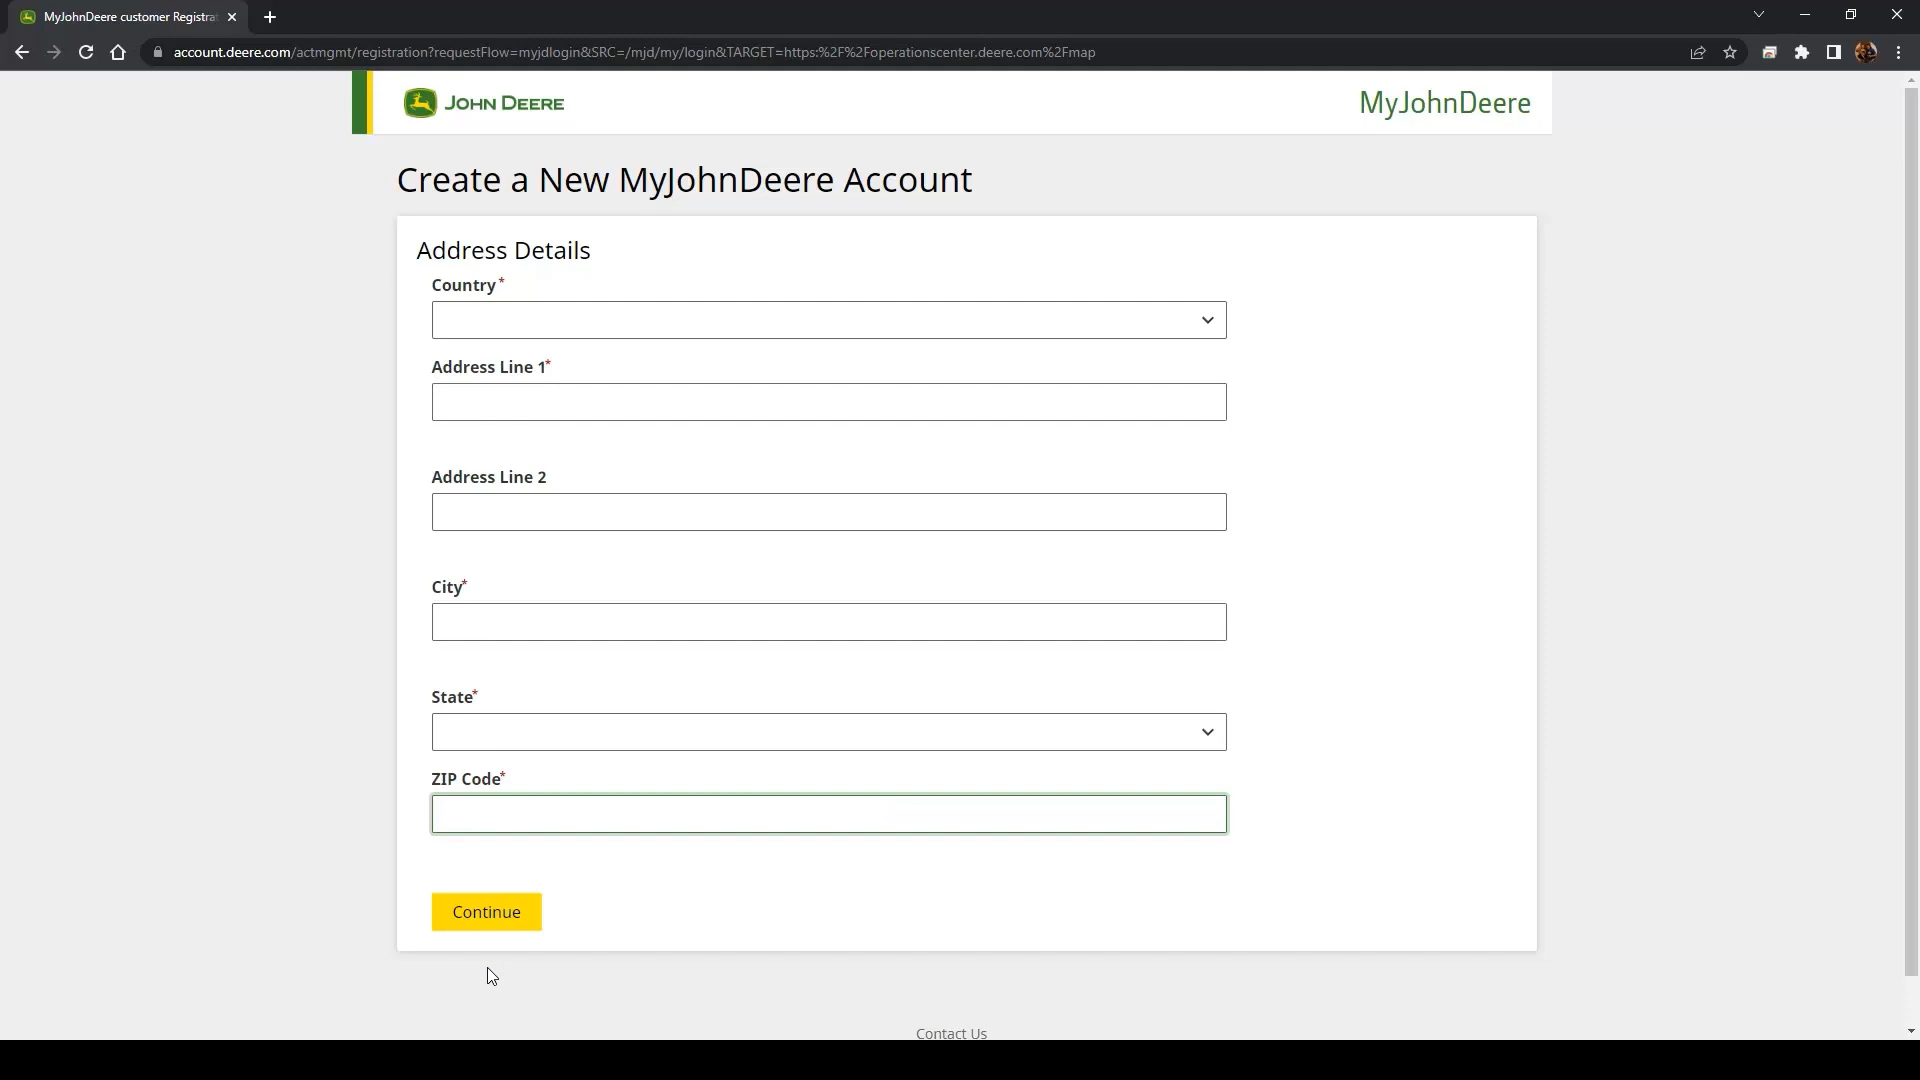 MyJohnDeere customer Registra
account.deere.com/actmgmt/registration?requestFlow=myjdlogin&SRC=/mjd/my/login&TARGET=https:%2F%2Foperationscenter.deere.com%2Fmap
JOHN DEERE
MyJohnDeere
Create a New MyJohnDeere Account
Address Details
Country*
Address Line 1*
Address Line 2
City*
State*
ZIP Code*
Continue
Contact Us